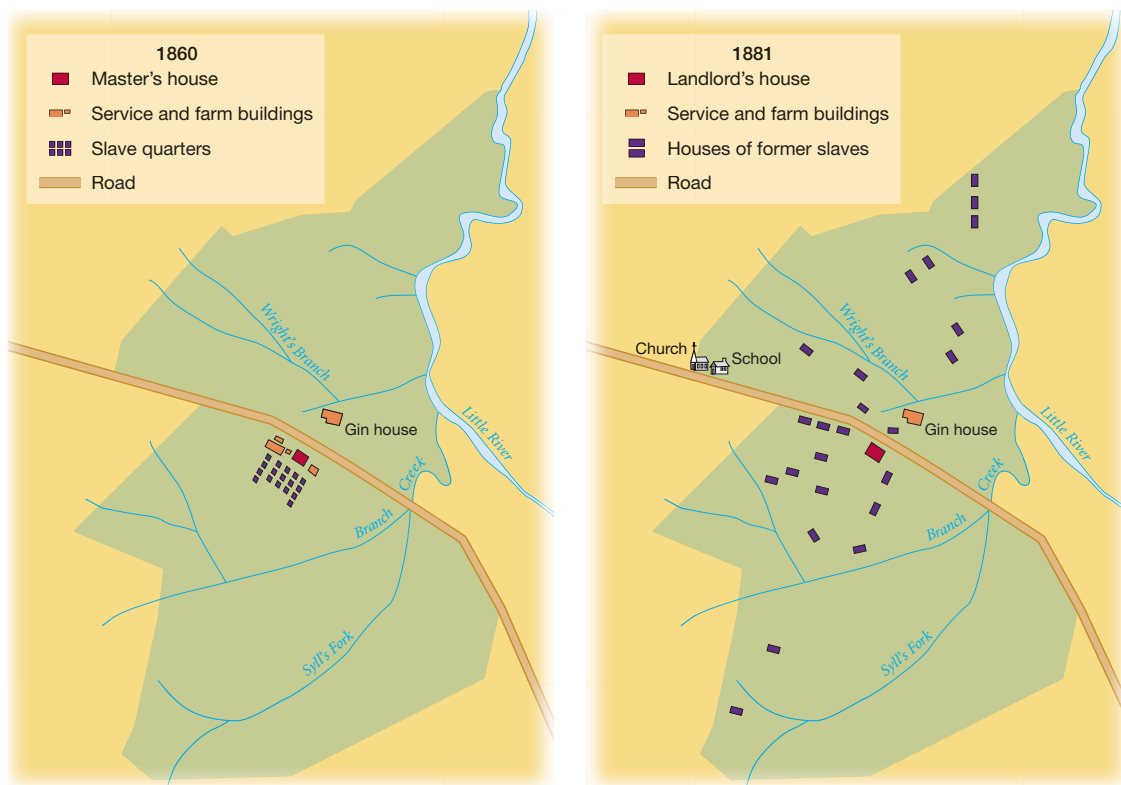 1860
Master's house
Service and farm buildings
Slave quarters
Road
Wright's Branch
Gin house
Little River
Branch
Creek
Syll's Fork
1881
Landlord's house
Service and farm buildings
Houses of former slaves
Road
Church
School
Wright's Branch
Gin house
Little River
Branch
Creek
Syll's Fork